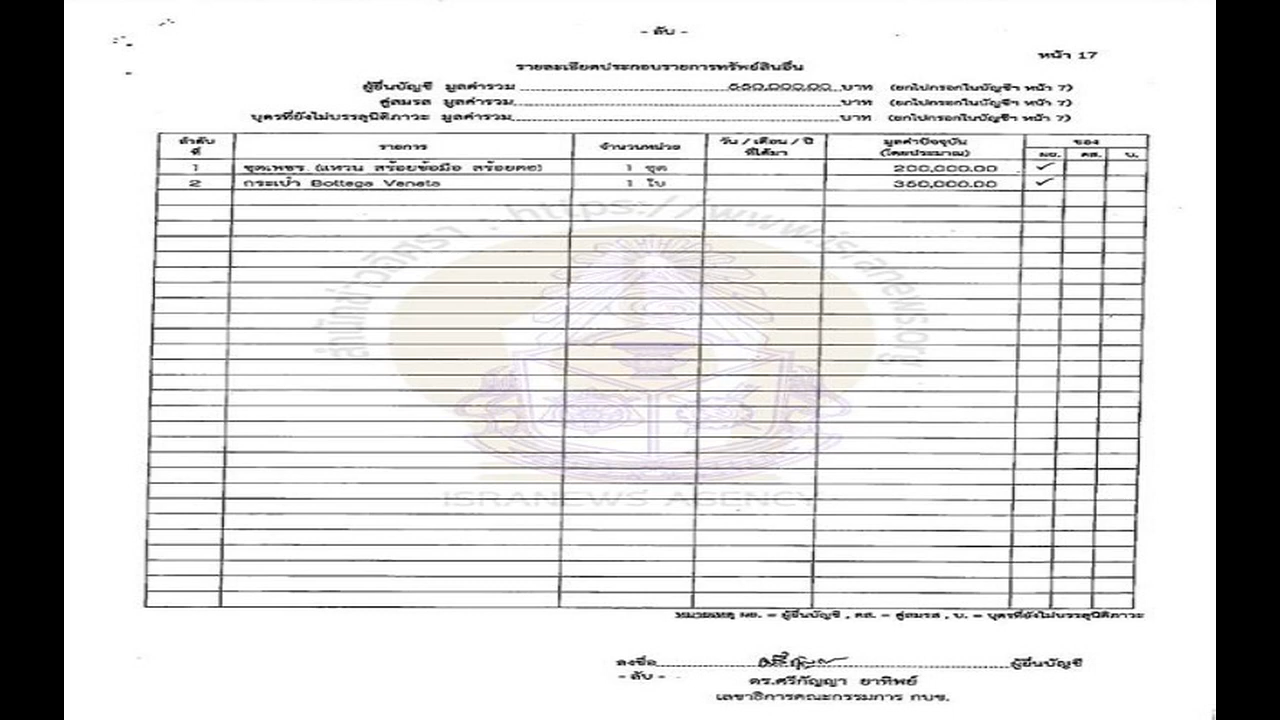 - ลับ -
หน้า 17
รายละเอียดประกอบรายการทรัพย์สินอื่น
ผู้ยื่นบัญชี มูลค่ารวม 550,000.00 บาท (ยกไปกรอกในบัญชีฯ หน้า 7)
คู่สมรส มูลค่ารวม บาท (ยกไปกรอกในบัญชีฯ หน้า 7)
บุตรที่ยังไม่บรรลุนิติภาวะ มูลค่ารวม บาท (ยกไปกรอกในบัญชีฯ หน้า 7)
ลำดับที่ รายการ จำนวนหน่วย วัน / เดือน / ปี ที่ได้มา มูลค่าปัจจุบัน (โดยประมาณ) ของ
ผย. คส. บ.
1 ชุดเพชร (แหวน สร้อยข้อมือ สร้อยคอ) 1 ชุด 200,000.00 ✓
2 กระเป๋า Bottega Veneta 1 ใบ 350,000.00 ✓
สำนักข่าวอิศรา : https://www.isranews.org
ISRANEWS AGENCY
หมายเหตุ ผย. = ผู้ยื่นบัญชี , คส. = คู่สมรส , บ. = บุตรที่ยังไม่บรรลุนิติภาวะ
ลงชื่อ ผู้ยื่นบัญชี
- ลับ -
ดร.ศรีกัญญา ยาทิพย์
เลขาธิการคณะกรรมการ กบข.